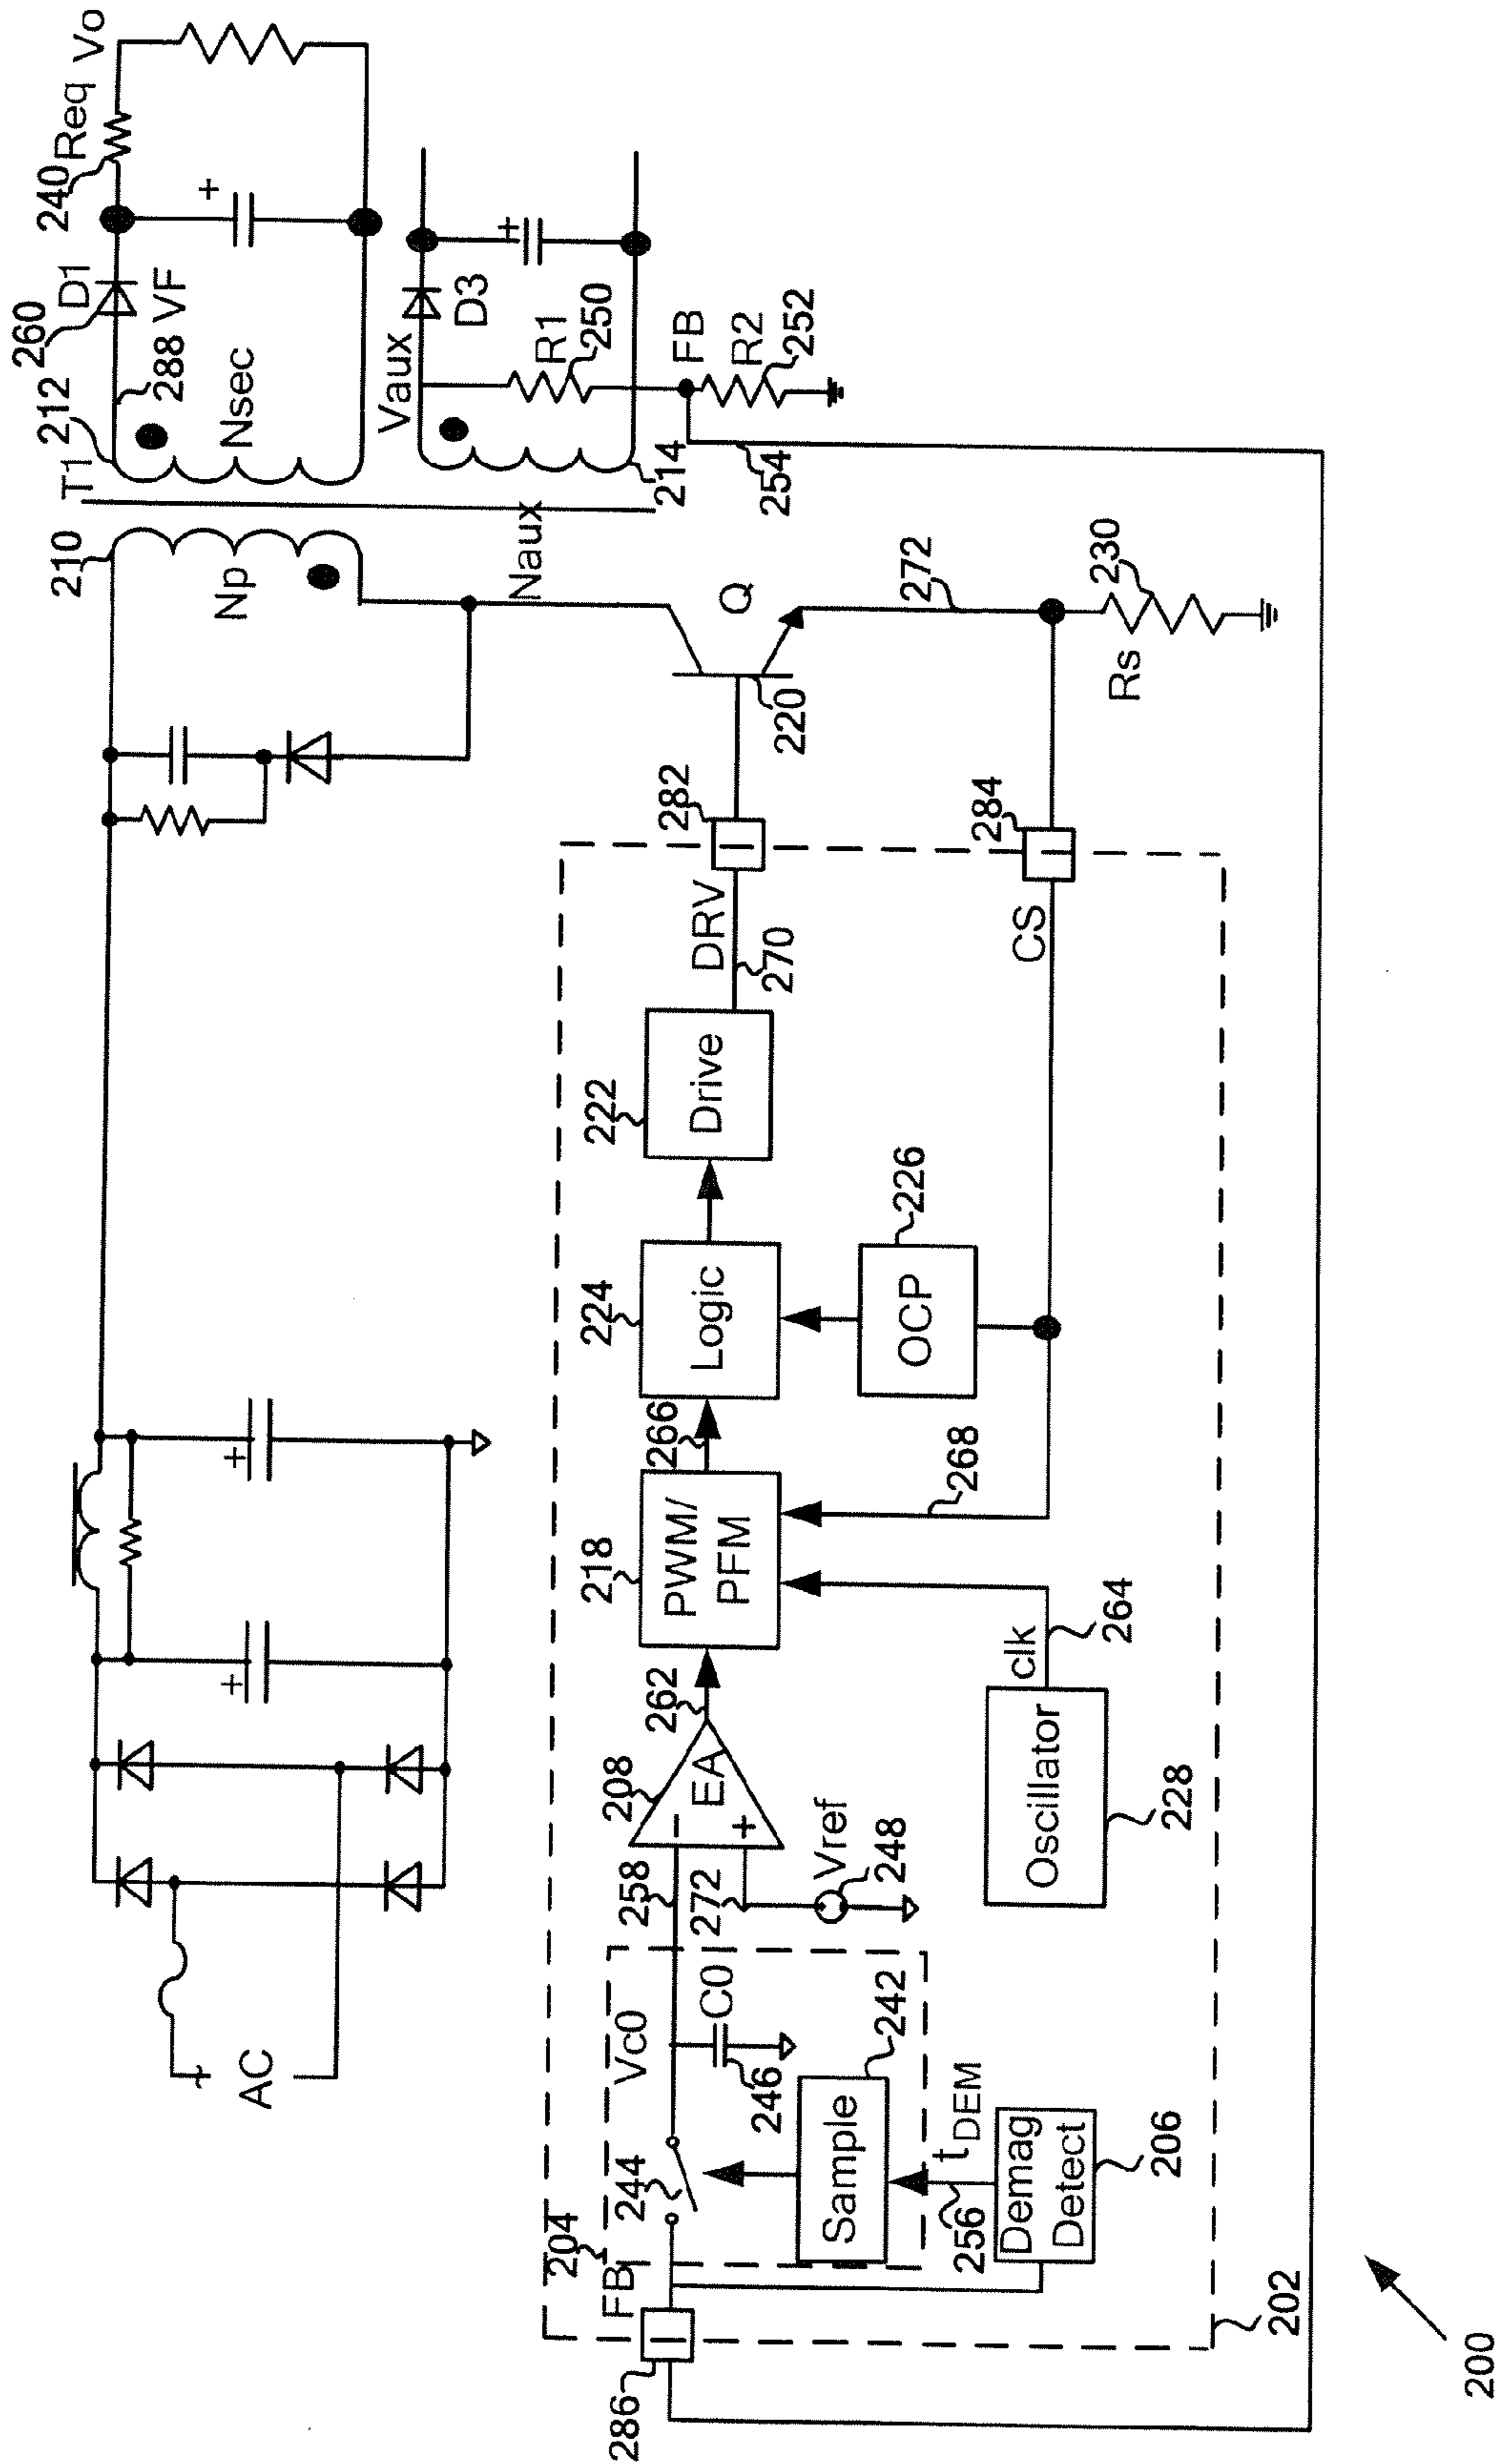 AC
+
+
210
Np
T1
212
Nsec
260
D1
288 VF
+
240
Req
Vo
Naux
Vaux
214
D3
+
R1
250
FB
R2
252
254
Q
220
272
Rs
230
282
DRV
270
284
CS
222
Drive
224
Logic
226
OCP
266
218
PWM/
PFM
268
262
208
EA
−
+
258
272
Vref
248
clk
264
Oscillator
228
204
FB
286
244
Vc0
C0
246
Sample
242
tDEM
256
Demag
Detect
206
202
200